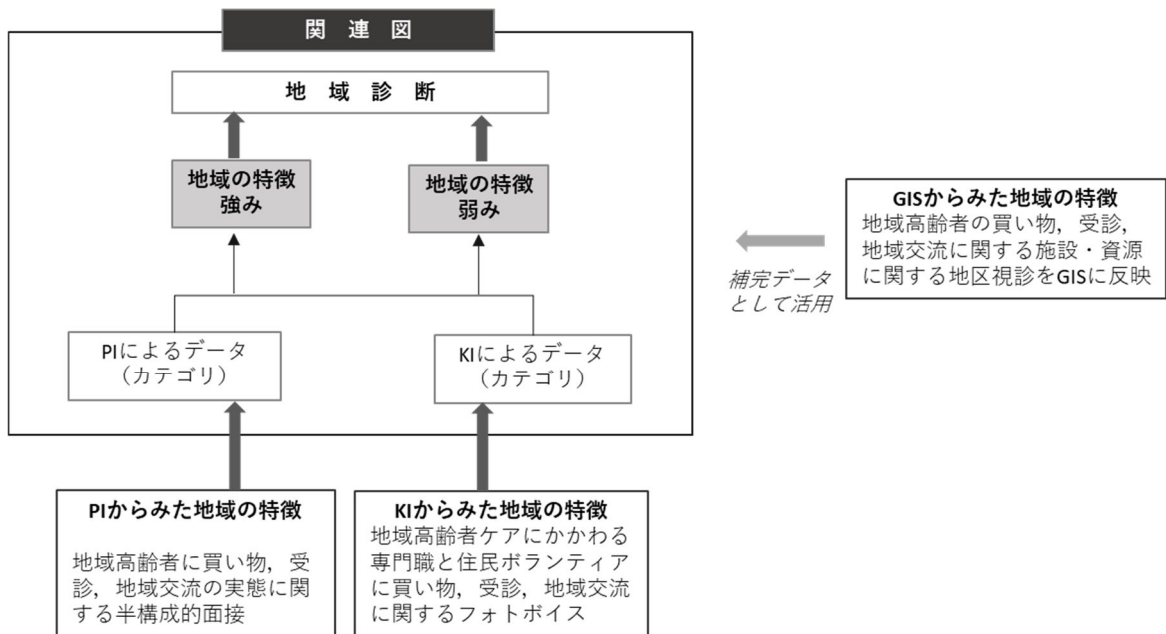 関 連 図
地 域 診 断
地域の特徴
強み
地域の特徴
弱み
PIによるデータ
（カテゴリ）
KIによるデータ
（カテゴリ）
GISからみた地域の特徴
地域高齢者の買い物，受診，
地域交流に関する施設・資源
に関する地区視診をGISに反映
補完データ
として活用
PIからみた地域の特徴
地域高齢者に買い物，受
診，地域交流の実態に関
する半構成的面接
KIからみた地域の特徴
地域高齢者ケアにかかわる
専門職と住民ボランティア
に買い物，受診，地域交流
に関するフォトボイス